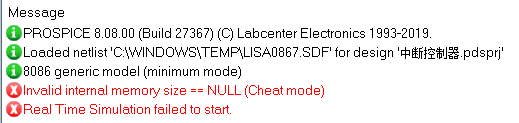 Message
PROSPICE 8.08.00 (Build 27367) (C) Labcenter Electronics 1993-2019.
Loaded netlist 'C:\WINDOWS\TEMP\LISA0867.SDF' for design '中断控制器.pdsprj'
8086 generic model (minimum mode)
Invalid internal memory size == NULL (Cheat mode)
Real Time Simulation failed to start.